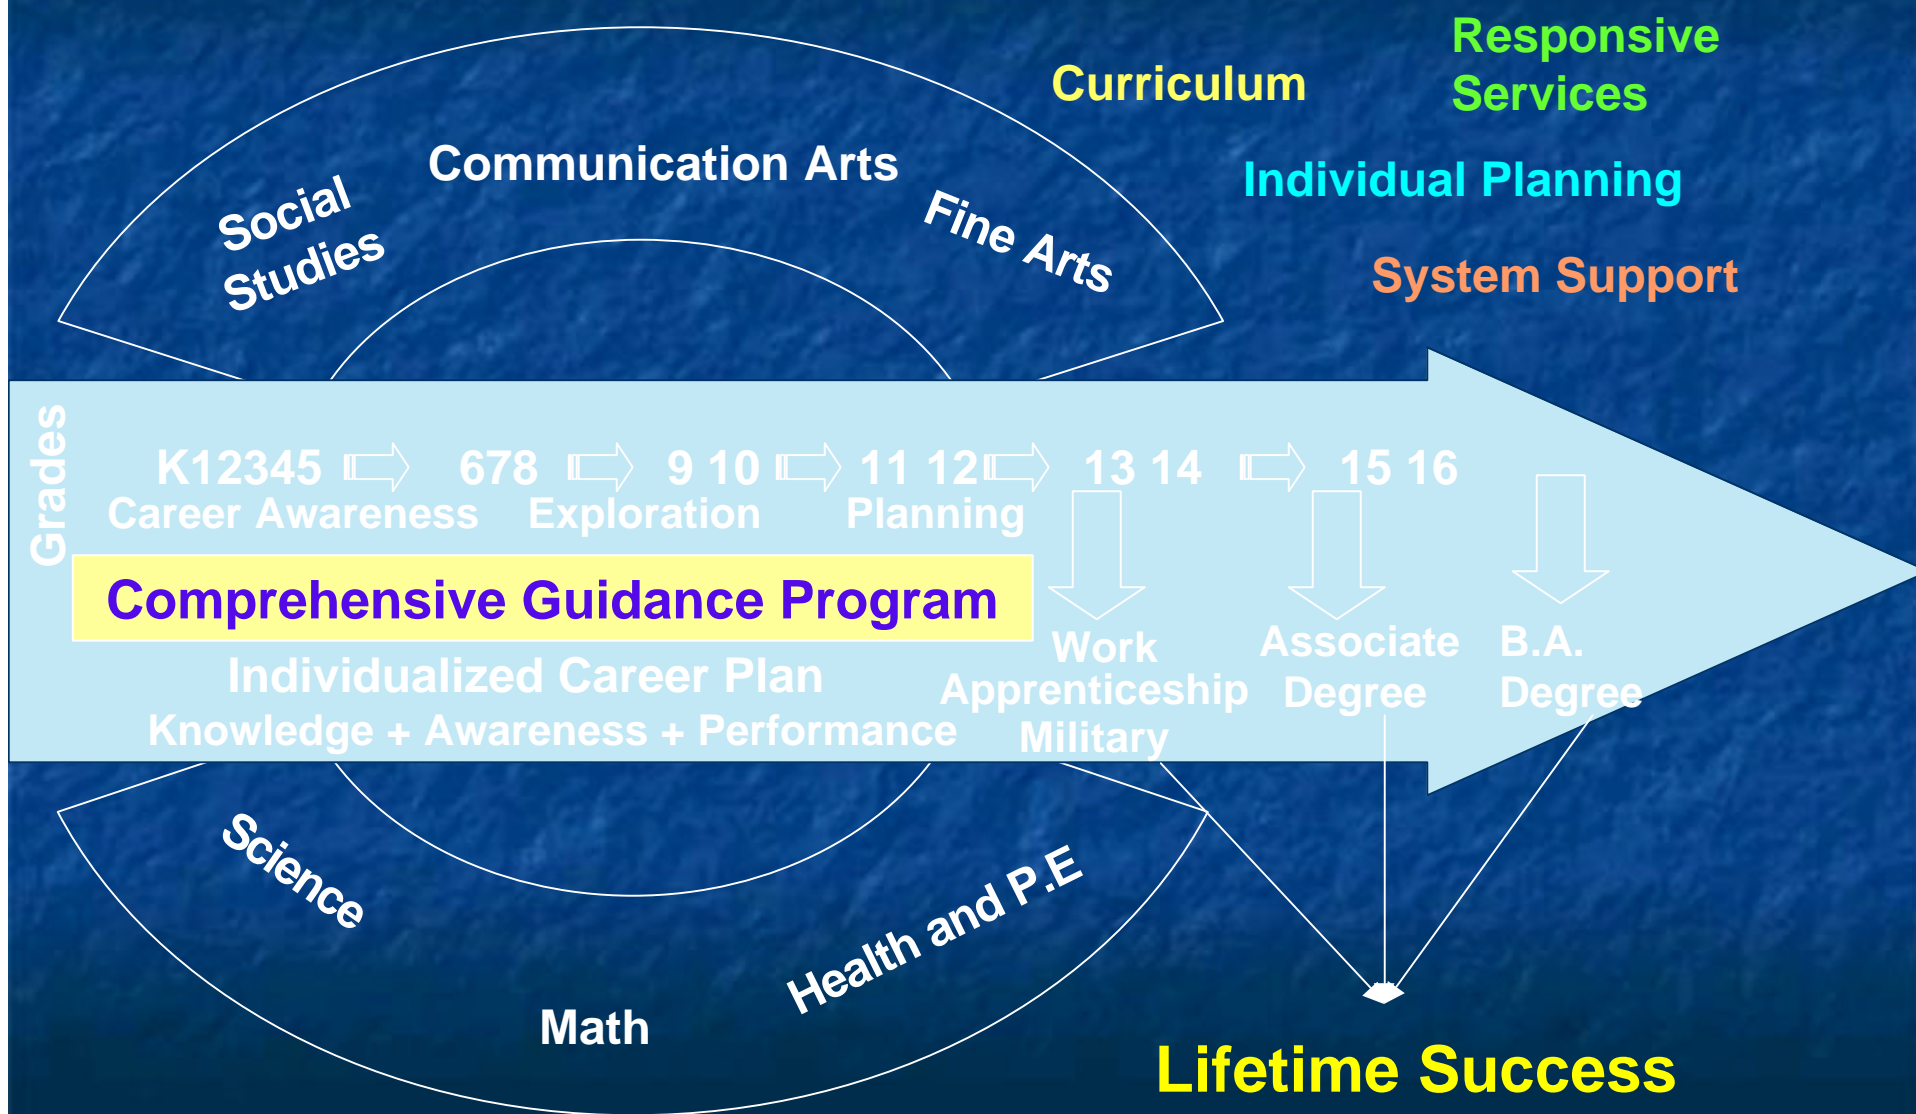 Responsive
Services
Curriculum
Communication Arts
Individual Planning
Social
Studies
Fine Arts
System Support
Grades
K12345 678 9 10 11 12 13 14 15 16
Career Awareness Exploration Planning
Comprehensive Guidance Program
Individualized Career Plan
Knowledge + Awareness + Performance
Work
Apprenticeship
Military
Associate
Degree
B.A.
Degree
Science
Health and P.E
Math
Lifetime Success